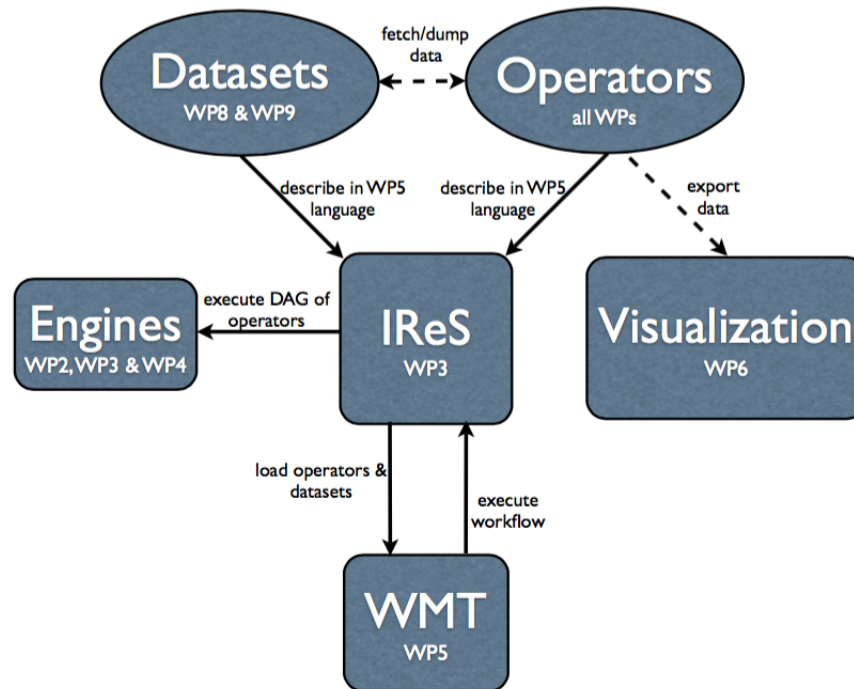 fetch/dump
data
Datasets
WP8 & WP9
Operators
all WPs
describe in WP5
language
describe in WP5
language
export
data
Engines
WP2, WP3 & WP4
execute DAG of
operators
IReS
WP3
Visualization
WP6
load operators &
datasets
execute
workflow
WMT
WP5